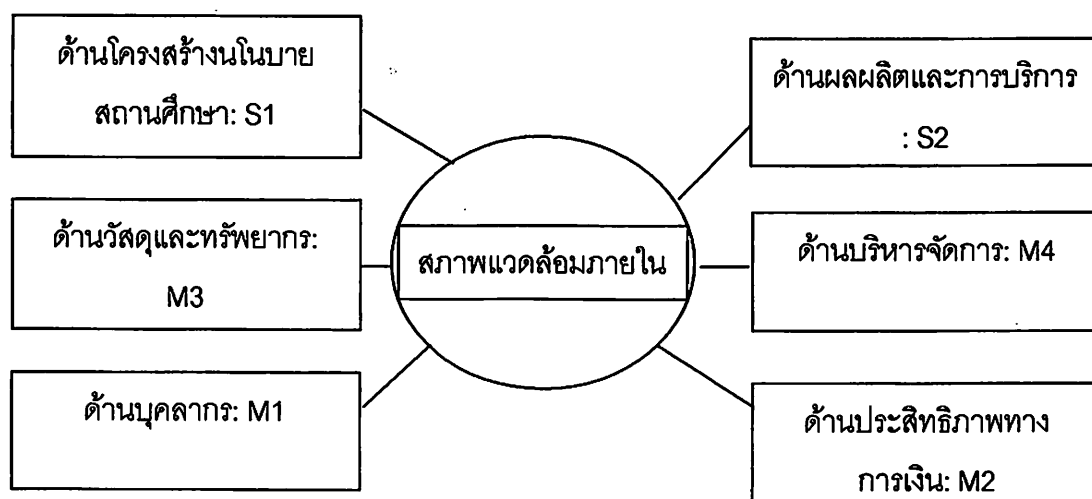 ด้านโครงสร้างนโนบาย
สถานศึกษา: S1
ด้านผลผลิตและการบริการ
: S2
ด้านวัสดุและทรัพยากร:
M3
สภาพแวดล้อมภายใน
ด้านบริหารจัดการ: M4
ด้านบุคลากร: M1
ด้านประสิทธิภาพทาง
การเงิน: M2